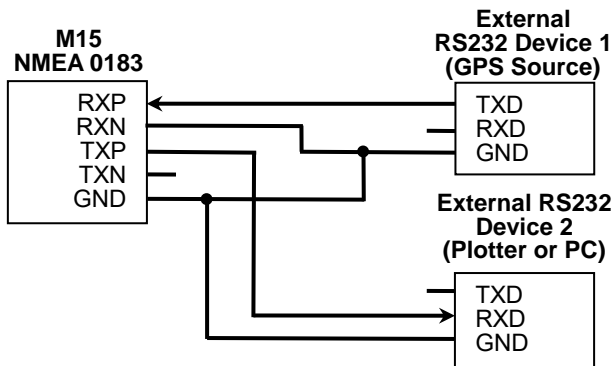 M15
NMEA 0183
RXP
RXN
TXP
TXN
GND
External
RS232 Device 1
(GPS Source)
TXD
RXD
GND
External RS232
Device 2
(Plotter or PC)
TXD
RXD
GND